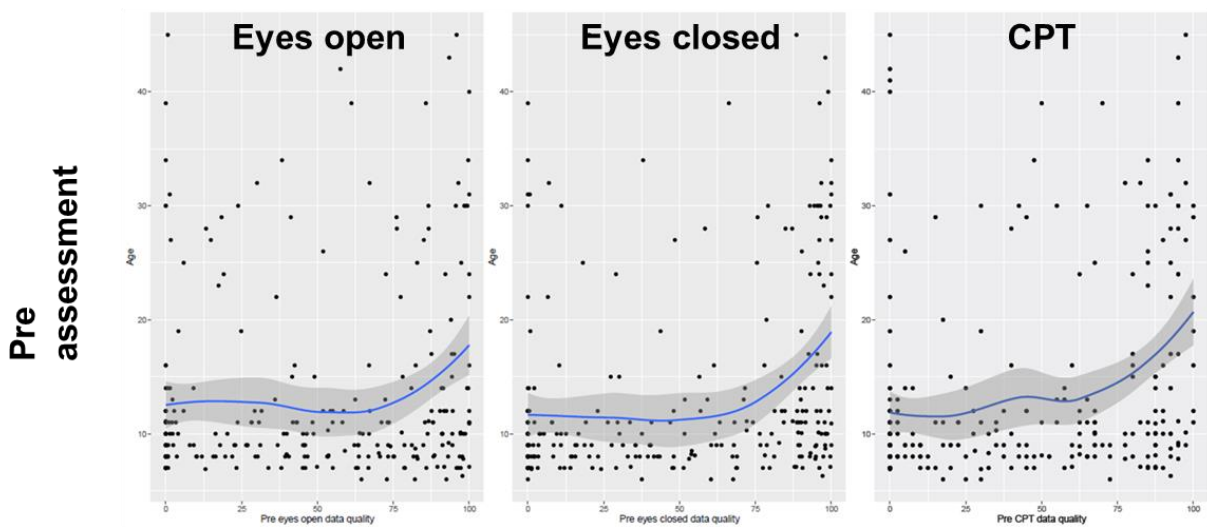 Eyes open
Eyes closed
CPT
Pre
assessment
Age
40
30
20
10
0
25
50
75
100
Pre eyes open data quality
Age
40
30
20
10
0
25
50
75
100
Pre eyes closed data quality
Age
40
30
20
10
0
25
50
75
100
Pre CPT data quality